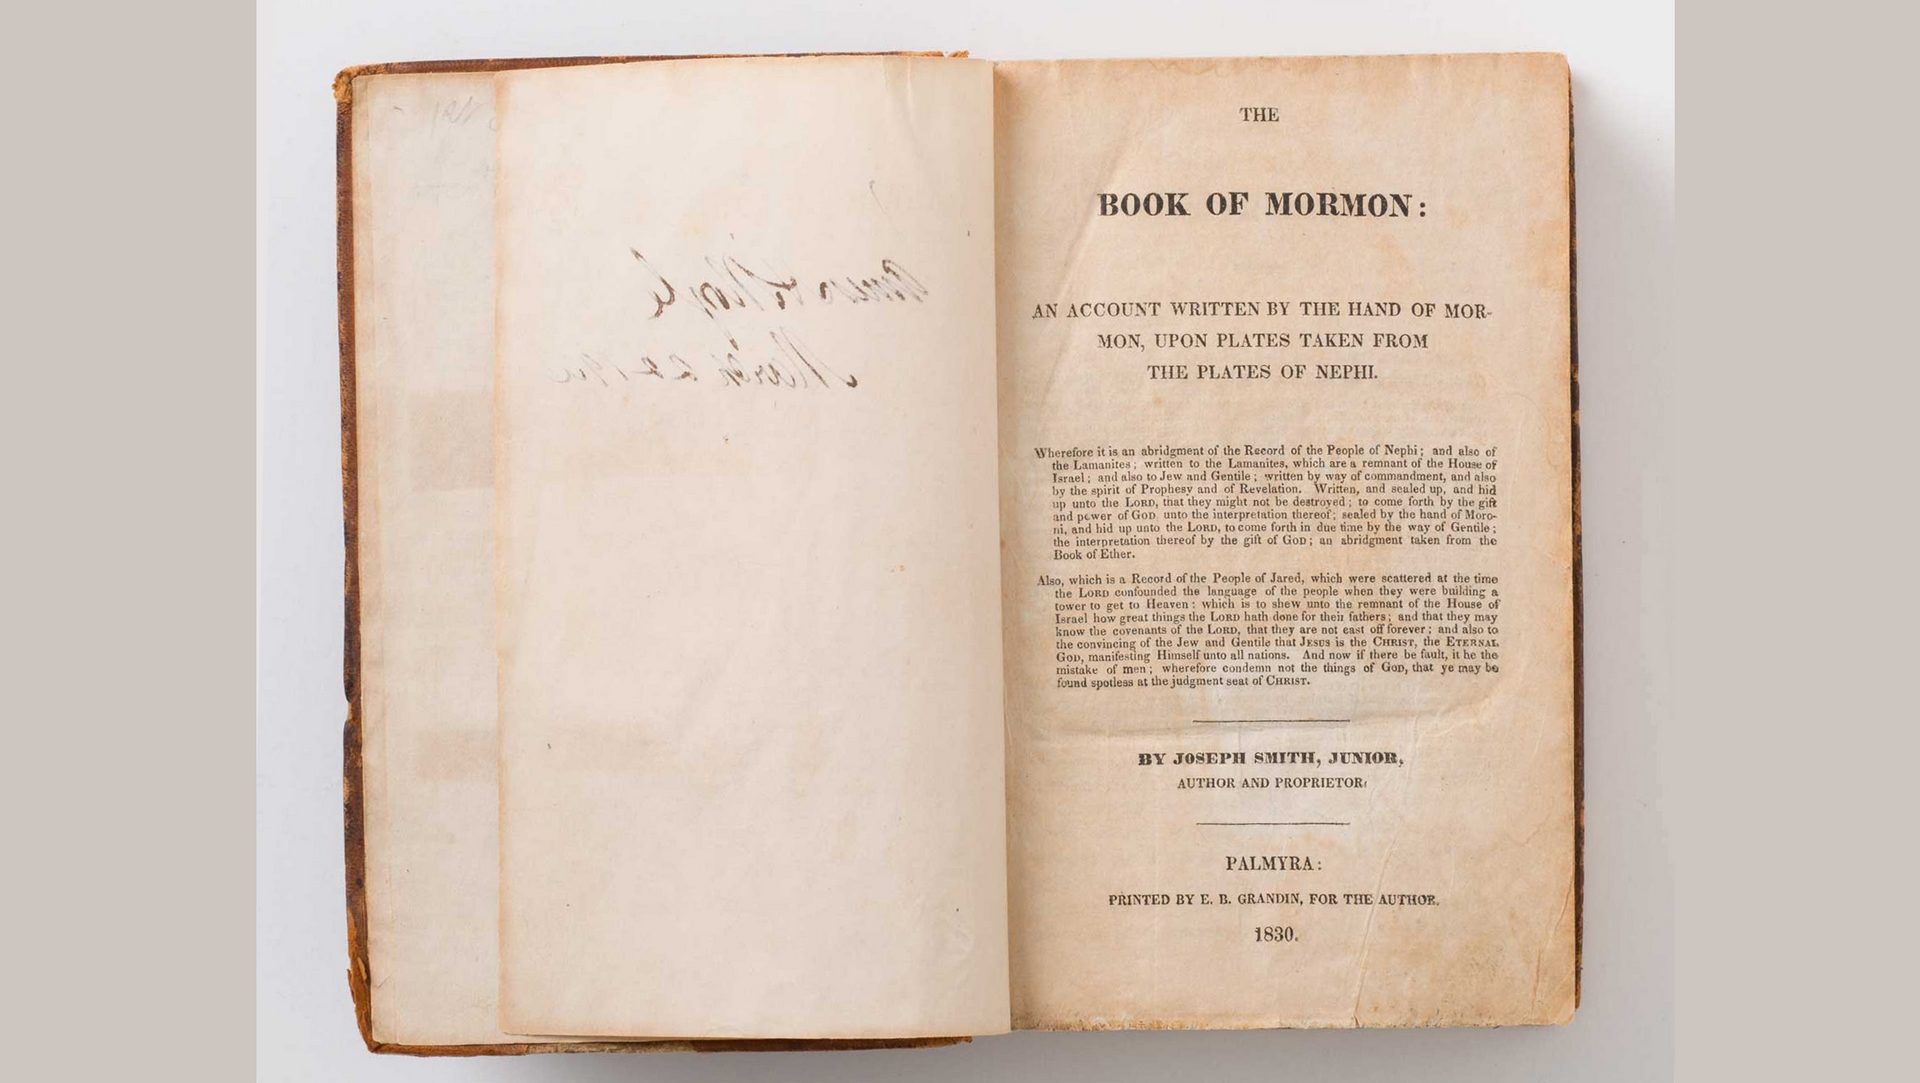 THE
BOOK OF MORMON:
AN ACCOUNT WRITTEN BY THE HAND OF MOR-
MON, UPON PLATES TAKEN FROM
THE PLATES OF NEPHI.
Wherefore it is an abridgment of the Record of the People of Nephi; and also of
the Lamanites; written to the Lamanites, which are a remnant of the House of
Israel; and also to Jew and Gentile; written by way of commandment, and also
by the spirit of Prophesy and of Revelation. Written, and sealed up, and hid
up unto the LORD, that they might not be destroyed; to come forth by the gift
and power of GOD unto the interpretation thereof; sealed by the hand of Moro-
ni, and hid up unto the LORD, to come forth in due time by the way of Gentile;
the interpretation thereof by the gift of GOD; an abridgment taken from the
Book of Ether.
Also, which is a Record of the People of Jared, which were scattered at the time
the LORD confounded the language of the people when they were building a
tower to get to Heaven: which is to shew unto the remnant of the House of
Israel how great things the LORD hath done for their fathers; and that they may
know the covenants of the LORD, that they are not cast off forever; and also to
the convincing of the Jew and Gentile that JESUS is the CHRIST, the ETERNAL
GOD, manifesting Himself unto all nations. And now if there be fault, it be the
mistake of men; wherefore condemn not the things of GOD, that ye may be
found spotless at the judgment seat of CHRIST.
BY JOSEPH SMITH, JUNIOR,
AUTHOR AND PROPRIETOR.
PALMYRA:
PRINTED BY E. B. GRANDIN, FOR THE AUTHOR.
1830.